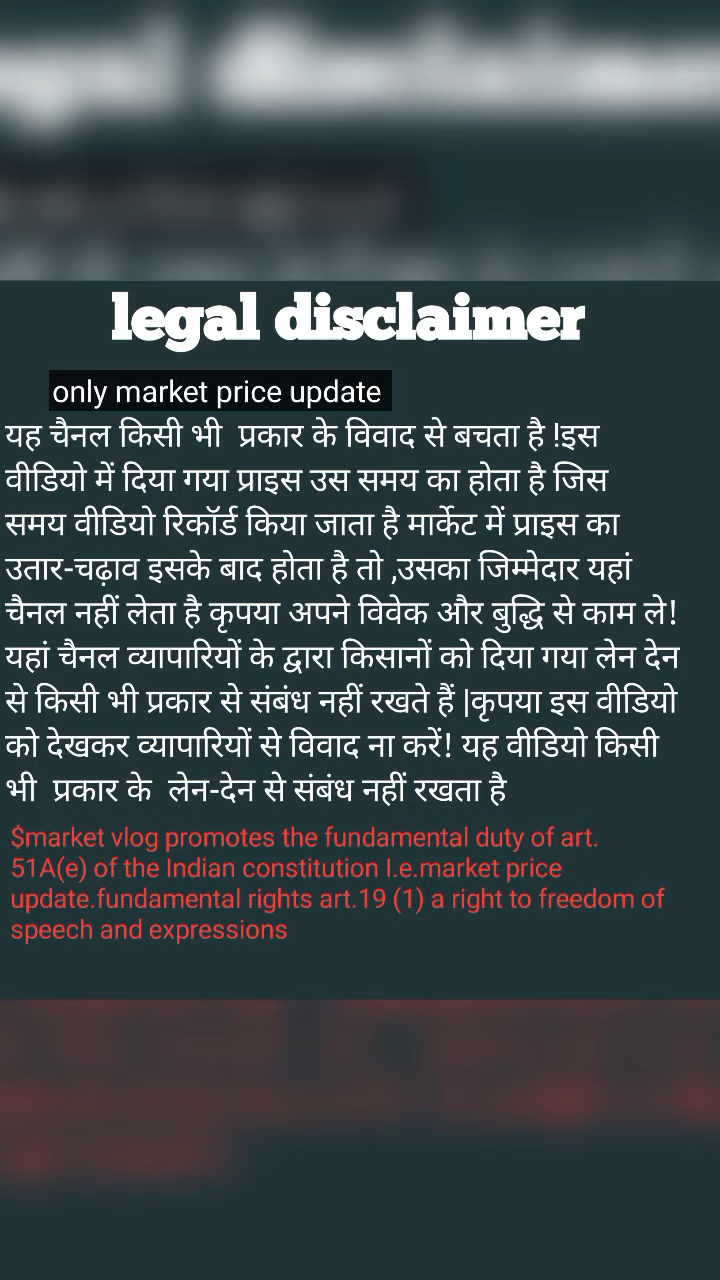 legal disclaimer
only market price update
यह चैनल किसी भी प्रकार के विवाद से बचता है !इस
वीडियो में दिया गया प्राइस उस समय का होता है जिस
समय वीडियो रिकॉर्ड किया जाता है मार्केट में प्राइस का
उतार-चढ़ाव इसके बाद होता है तो ,उसका जिम्मेदार यहां
चैनल नहीं लेता है कृपया अपने विवेक और बुद्धि से काम ले!
यहां चैनल व्यापारियों के द्वारा किसानों को दिया गया लेन देन
से किसी भी प्रकार से संबंध नहीं रखते हैं |कृपया इस वीडियो
को देखकर व्यापारियों से विवाद ना करें! यह वीडियो किसी
भी प्रकार के लेन-देन से संबंध नहीं रखता है
$market vlog promotes the fundamental duty of art.
51A(e) of the Indian constitution I.e.market price
update.fundamental rights art.19 (1) a right to freedom of
speech and expressions